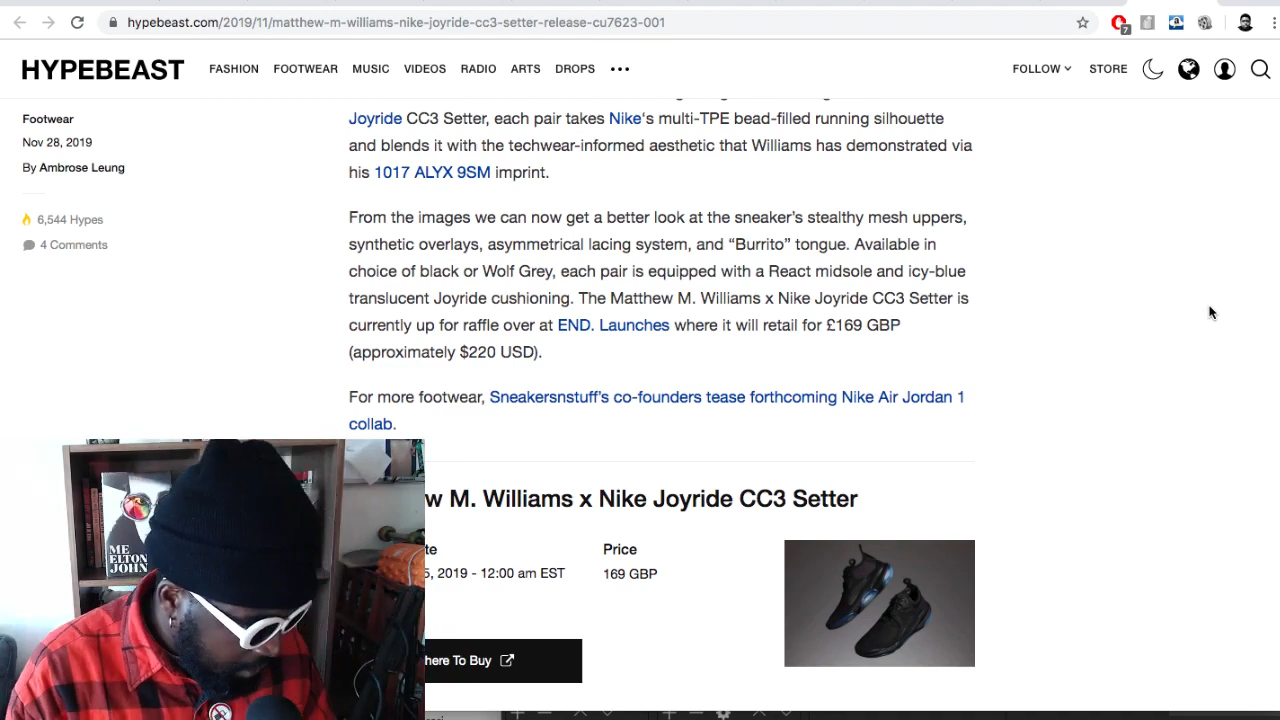 hypebeast.com/2019/11/matthew-m-williams-nike-joyride-cc3-setter-release-cu7623-001
7
HYPEBEAST FASHION FOOTWEAR MUSIC VIDEOS RADIO ARTS DROPS FOLLOW STORE
Footwear
Nov 28, 2019
By Ambrose Leung
6,544 Hypes
4 Comments
Joyride CC3 Setter, each pair takes Nike's multi-TPE bead-filled running silhouette
and blends it with the techwear-informed aesthetic that Williams has demonstrated via
his 1017 ALYX 9SM imprint.
From the images we can now get a better look at the sneaker's stealthy mesh uppers,
synthetic overlays, asymmetrical lacing system, and “Burrito” tongue. Available in
choice of black or Wolf Grey, each pair is equipped with a React midsole and icy-blue
translucent Joyride cushioning. The Matthew M. Williams x Nike Joyride CC3 Setter is
currently up for raffle over at END. Launches where it will retail for £169 GBP
(approximately $220 USD).
For more footwear, Sneakersnstuff's co-founders tease forthcoming Nike Air Jordan 1
collab.
w M. Williams x Nike Joyride CC3 Setter
te
5, 2019 - 12:00 am EST
Price
169 GBP
here To Buy
ME
ELTON
JOHN